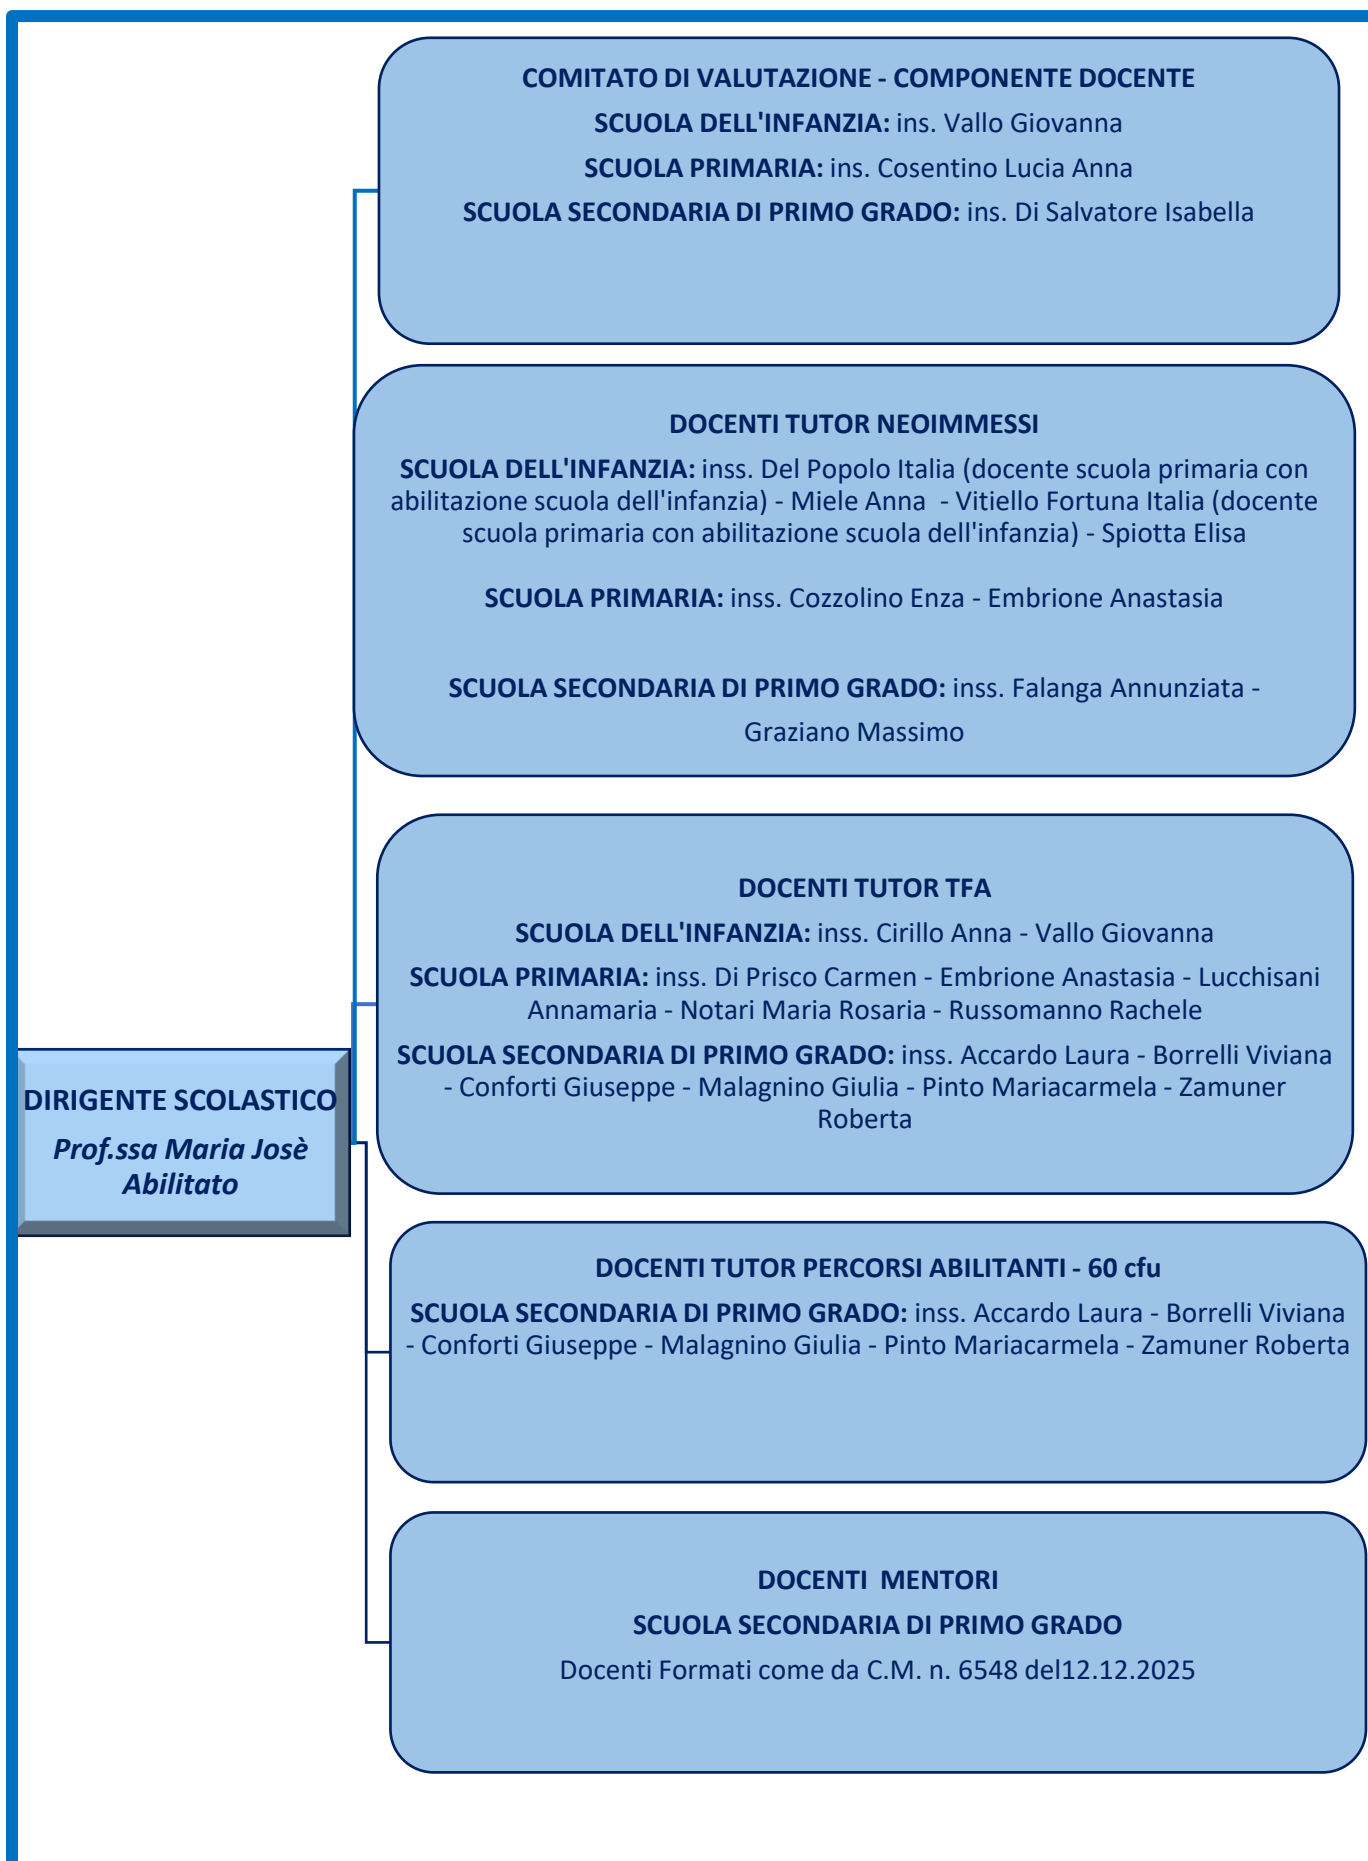 COMITATO DI VALUTAZIONE - COMPONENTE DOCENTE
SCUOLA DELL'INFANZIA: ins. Vallo Giovanna
SCUOLA PRIMARIA: ins. Cosentino Lucia Anna
SCUOLA SECONDARIA DI PRIMO GRADO: ins. Di Salvatore Isabella
DOCENTI TUTOR NEOIMMESSI
SCUOLA DELL'INFANZIA: inss. Del Popolo Italia (docente scuola primaria con
abilitazione scuola dell'infanzia) - Miele Anna - Vitiello Fortuna Italia (docente
scuola primaria con abilitazione scuola dell'infanzia) - Spiotta Elisa
SCUOLA PRIMARIA: inss. Cozzolino Enza - Embrione Anastasia
SCUOLA SECONDARIA DI PRIMO GRADO: inss. Falanga Annunziata -
Graziano Massimo
DOCENTI TUTOR TFA
SCUOLA DELL'INFANZIA: inss. Cirillo Anna - Vallo Giovanna
SCUOLA PRIMARIA: inss. Di Prisco Carmen - Embrione Anastasia - Lucchisani
Annamaria - Notari Maria Rosaria - Russomanno Rachele
SCUOLA SECONDARIA DI PRIMO GRADO: inss. Accardo Laura - Borrelli Viviana
- Conforti Giuseppe - Malagnino Giulia - Pinto Mariacarmela - Zamuner
Roberta
DIRIGENTE SCOLASTICO
Prof.ssa Maria Josè
Abilitato
DOCENTI TUTOR PERCORSI ABILITANTI - 60 cfu
SCUOLA SECONDARIA DI PRIMO GRADO: inss. Accardo Laura - Borrelli Viviana
- Conforti Giuseppe - Malagnino Giulia - Pinto Mariacarmela - Zamuner Roberta
DOCENTI MENTORI
SCUOLA SECONDARIA DI PRIMO GRADO
Docenti Formati come da C.M. n. 6548 del12.12.2025